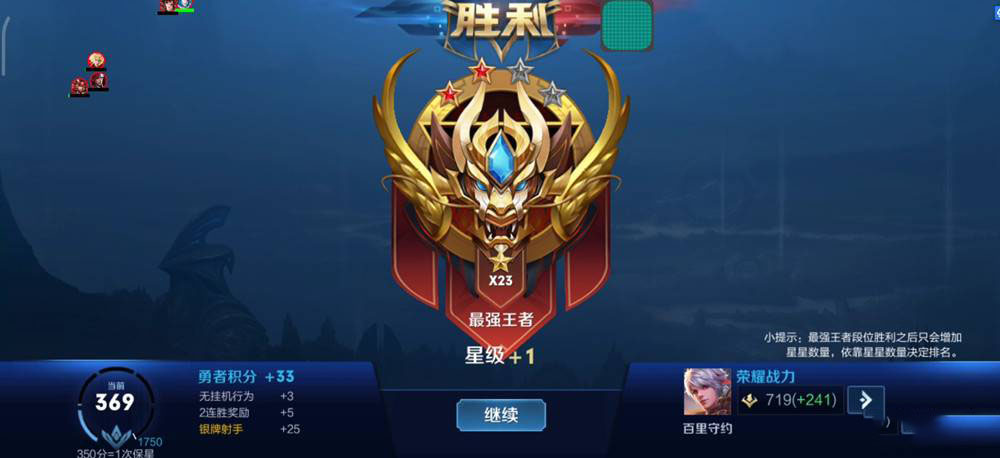 胜利
X23
最强王者
星级+1
小提示：最强王者段位胜利之后只会增加
星星数量，依靠星星数量决定排名。
当前
369
1750
350分=1次保星
勇者积分 +33
无挂机行为 +3
2连胜奖励 +5
银牌射手 +25
继续
荣耀战力
719(+241)
百里守约